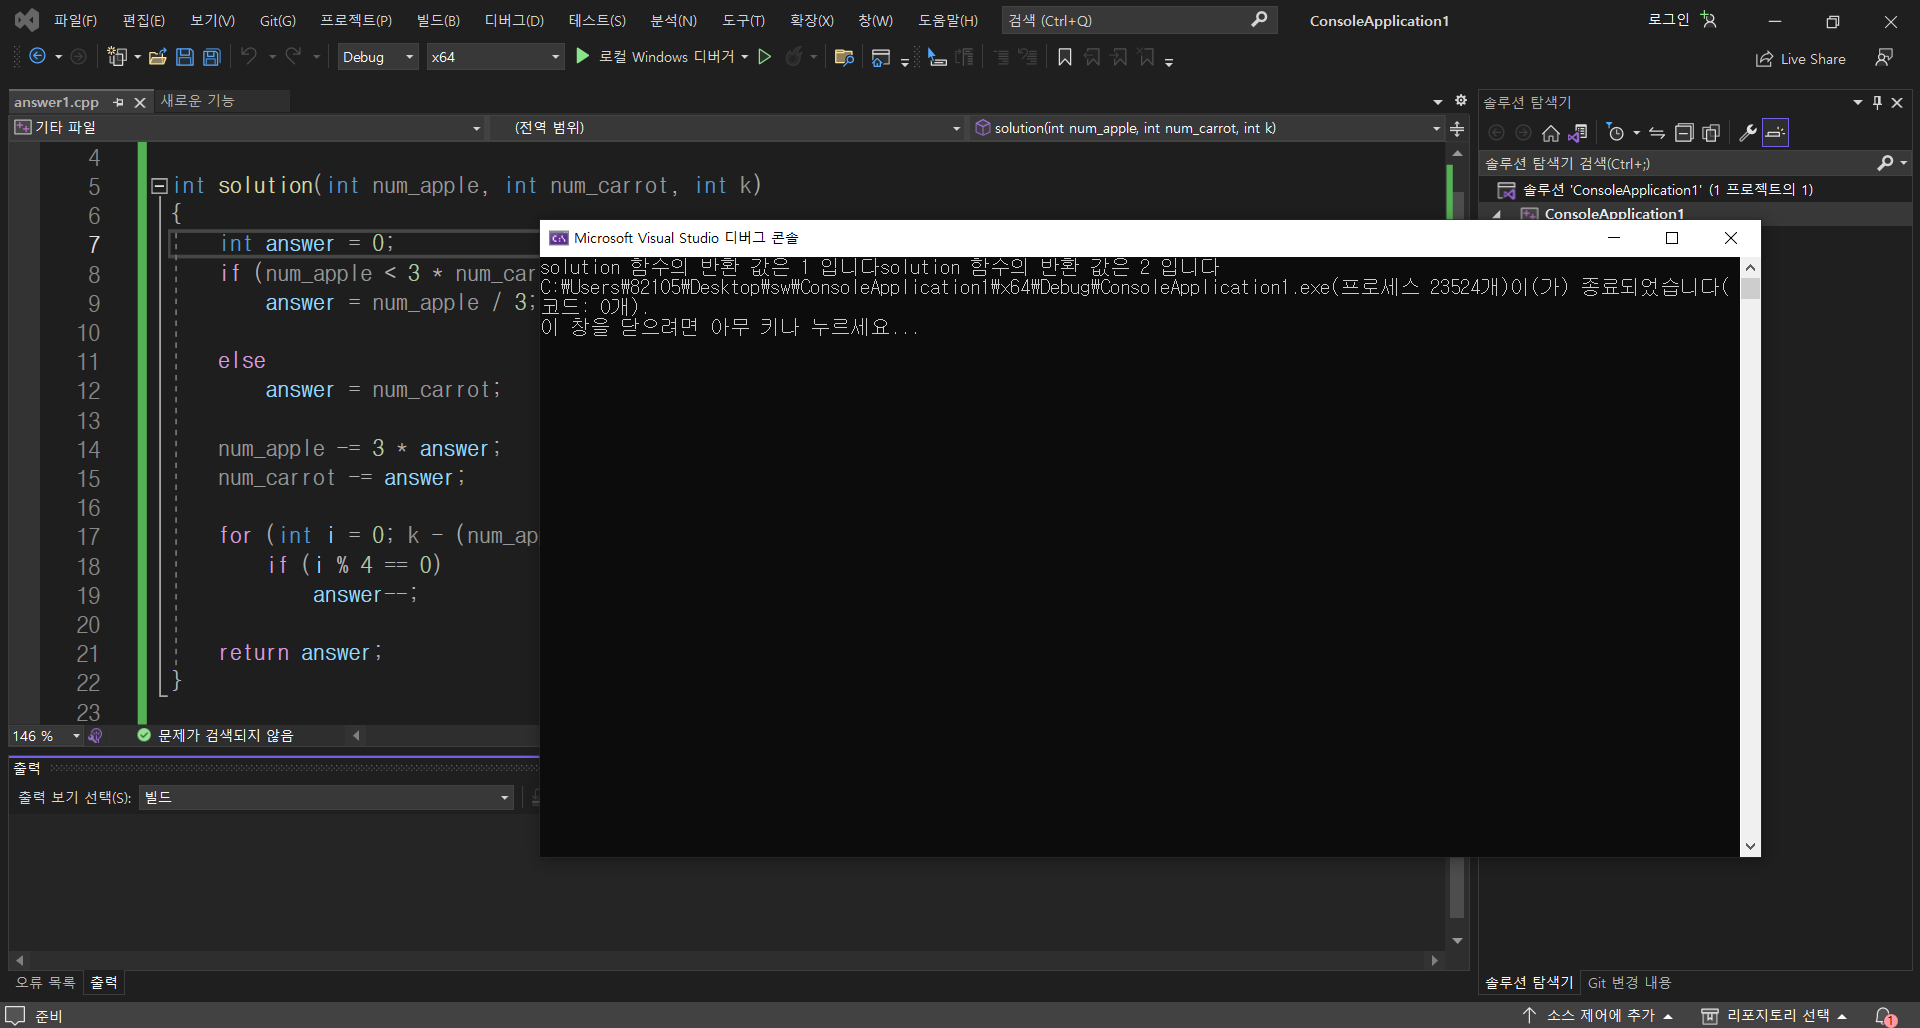 파일(F) 편집(E) 보기(V) Git(G) 프로젝트(P) 빌드(B) 디버그(D) 테스트(S) 분석(N) 도구(T) 확장(X) 창(W) 도움말(H) 검색 (Ctrl+Q) ConsoleApplication1 로그인
Debug x64 로컬 Windows 디버거 Live Share
answer1.cpp 새로운 기능
기타 파일 (전역 범위) solution(int num_apple, int num_carrot, int k)
4
5 int solution(int num_apple, int num_carrot, int k)
6 {
7 int answer = 0;
8 if (num_apple < 3 * num_car
9 answer = num_apple / 3;
10
11 else
12 answer = num_carrot;
13
14 num_apple -= 3 * answer;
15 num_carrot -= answer;
16
17 for (int i = 0; k - (num_ap
18 if (i % 4 == 0)
19 answer--;
20
21 return answer;
22 }
23
146 % 문제가 검색되지 않음
출력
출력 보기 선택(S): 빌드
오류 목록 출력
Microsoft Visual Studio 디버그 콘솔
solution 함수의 반환 값은 1 입니다solution 함수의 반환 값은 2 입니다
C:₩Users₩82105₩Desktop₩sw₩ConsoleApplication1₩x64₩Debug₩ConsoleApplication1.exe(프로세스 23524개)이(가) 종료되었습니다(
코드: 0개).
이 창을 닫으려면 아무 키나 누르세요...
솔루션 탐색기
솔루션 탐색기 검색(Ctrl+;)
솔루션 'ConsoleApplication1' (1 프로젝트의 1)
ConsoleApplication1
솔루션 탐색기 Git 변경 내용
준비 소스 제어에 추가 리포지토리 선택 1